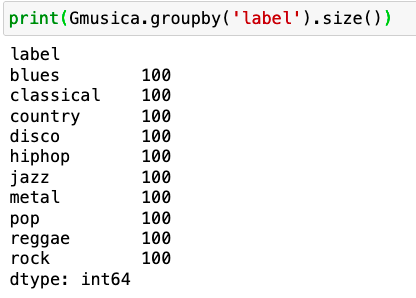 print(Gmusica.groupby('label').size())
label
blues 100
classical 100
country 100
disco 100
hiphop 100
jazz 100
metal 100
pop 100
reggae 100
rock 100
dtype: int64